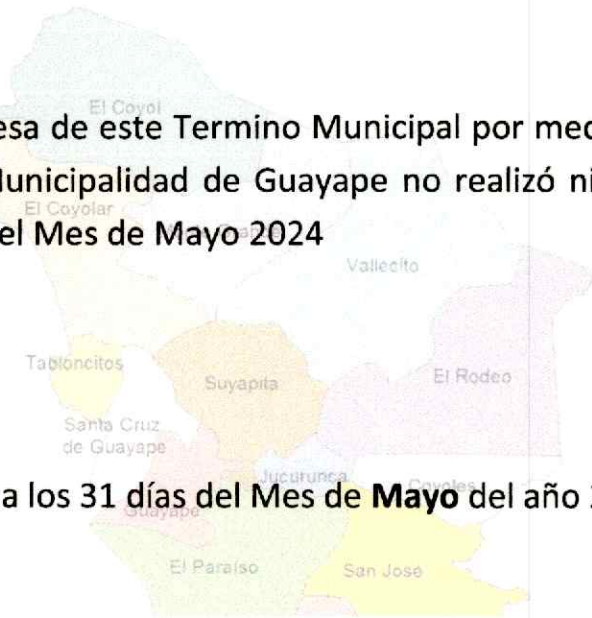 El Coyol
esa de este Termino Municipal por med
Municipalidad de Guayape no realizó ni
El Coyolar
el Mes de Mayo 2024
Vallecito
Tabloncitos
Suyapita
El Rodeo
Santa Cruz
de Guayape
Jucurunca
Coyoles
a los 31 días del Mes de Mayo del año
Guayape
El Paraíso
San José